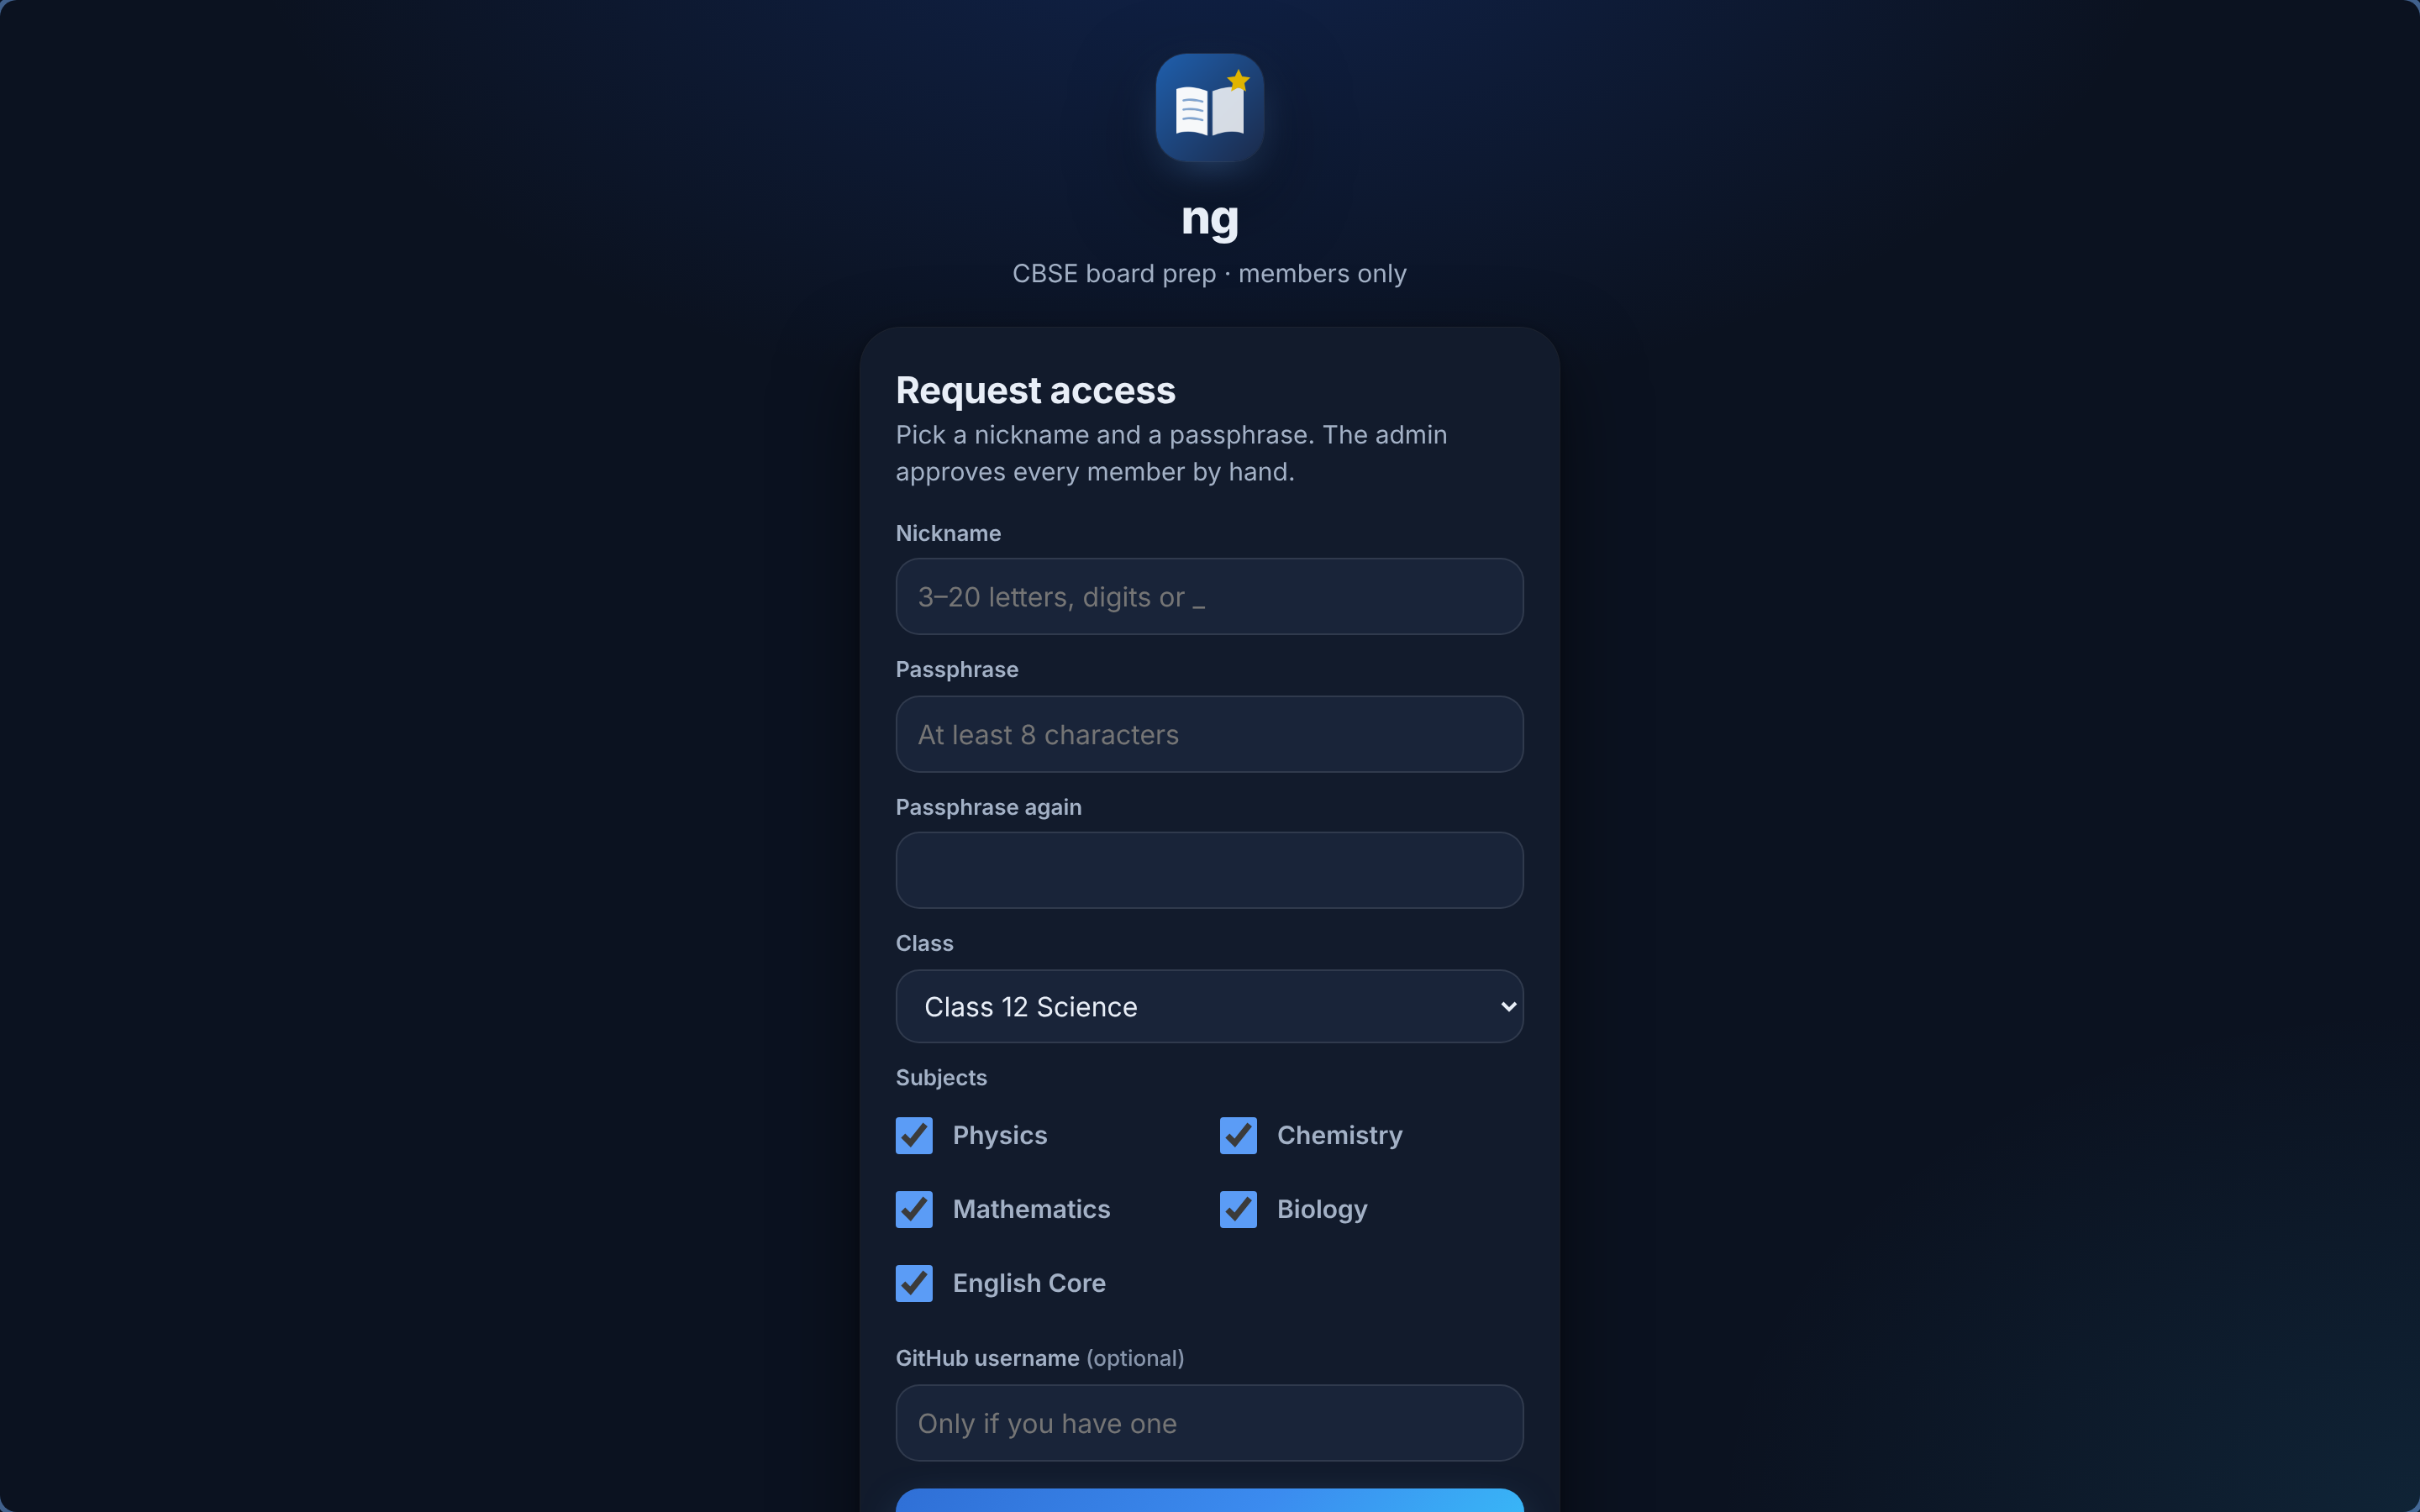 ng
CBSE board prep · members only
Request access
Pick a nickname and a passphrase. The admin
approves every member by hand.
Nickname
3–20 letters, digits or _
Passphrase
At least 8 characters
Passphrase again
Class
Class 12 Science
Subjects
Physics
Chemistry
Mathematics
Biology
English Core
GitHub username (optional)
Only if you have one